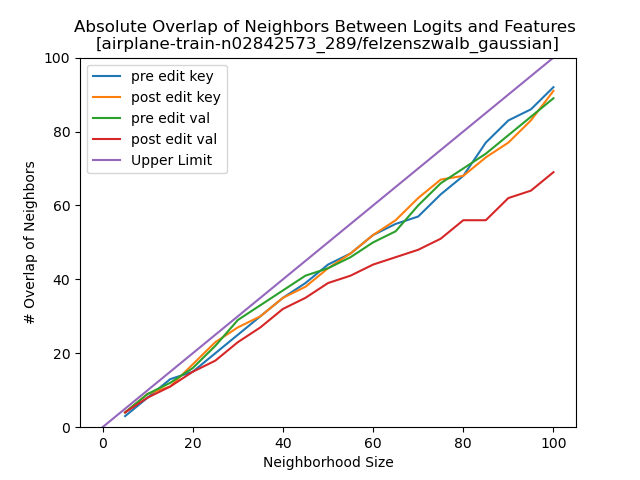 Absolute Overlap of Neighbors Between Logits and Features
[airplane-train-n02842573_289/felzenszwalb_gaussian]
100
80
60
40
20
0
# Overlap of Neighbors
pre edit key
post edit key
pre edit val
post edit val
Upper Limit
0 20 40 60 80 100
Neighborhood Size